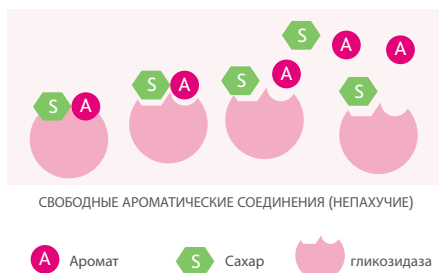 S A A
S A S A A S
S A
СВОБОДНЫЕ АРОМАТИЧЕСКИЕ СОЕДИНЕНИЯ (НЕПАХУЧИЕ)
A Аромат S Сахар гликозидаза